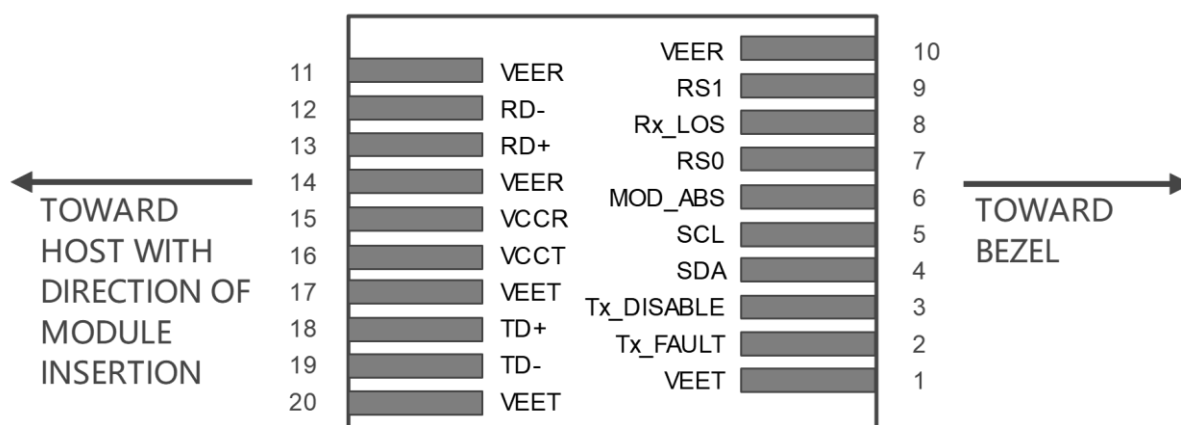 VEER 10
11 VEER
RS1 9
12 RD-
Rx_LOS 8
13 RD+
RS0 7
14 VEER
MOD_ABS 6
15 VCCR
SCL 5
16 VCCT
SDA 4
17 VEET
Tx_DISABLE 3
18 TD+
Tx_FAULT 2
19 TD-
VEET 1
20 VEET
TOWARD
HOST WITH
DIRECTION OF
MODULE
INSERTION
TOWARD
BEZEL